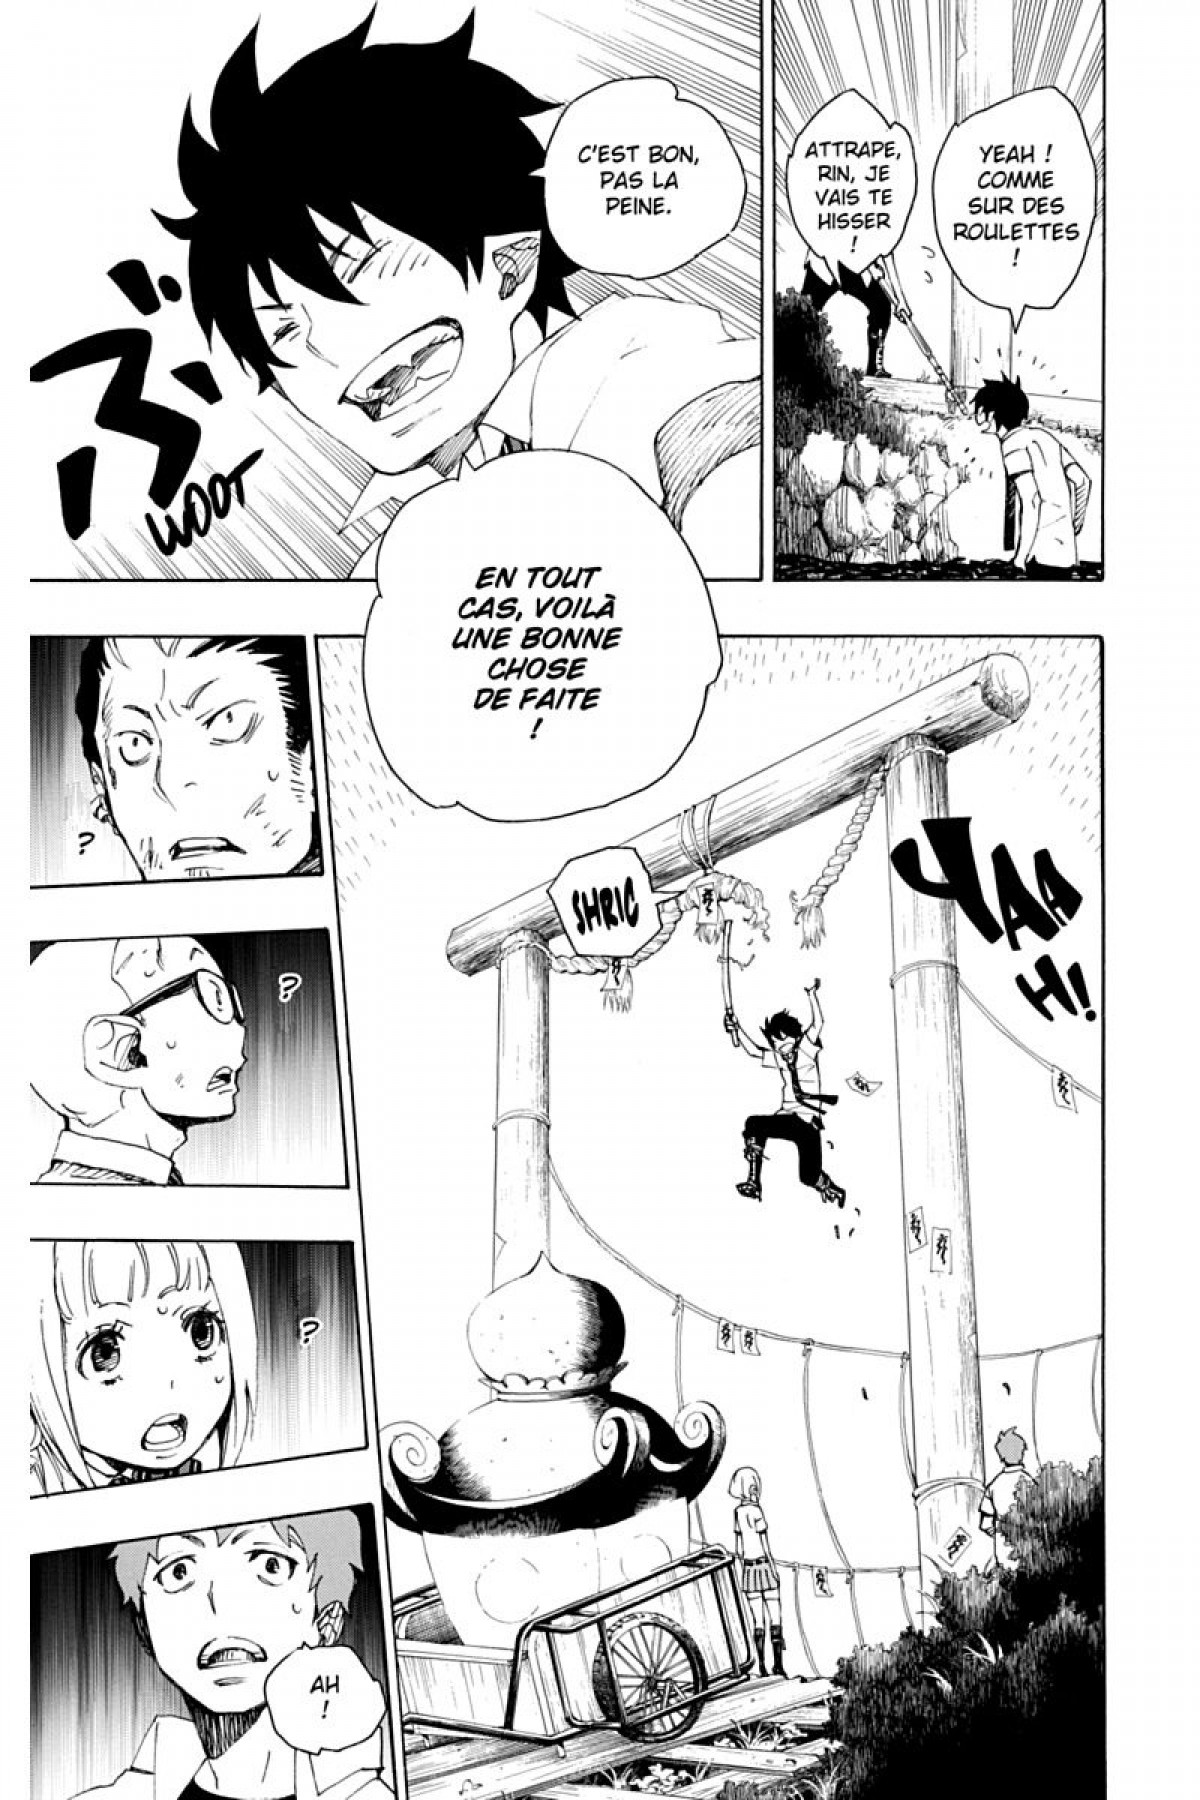 YEAH !
COMME
SUR DES
ROULETTES
!
ATTRAPE,
RIN, JE
VAIS TE
HISSER
!
C'EST BON,
PAS LA
PEINE.
ぶ
WOOT
EN TOUT
CAS, VOILÀ
UNE BONNE
CHOSE
DE FAITE
!
YAA
H!
SHRIC
?
?
?
AH
!